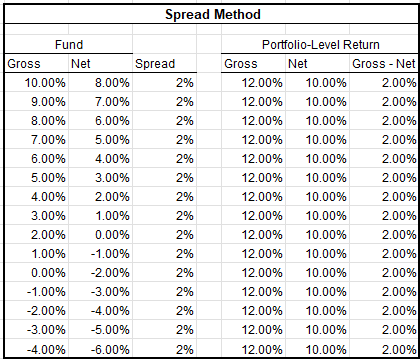 Spread Method
Fund Portfolio-Level Return
Gross Net Spread Gross Net Gross - Net
10.00% 8.00% 2% 12.00% 10.00% 2.00%
9.00% 7.00% 2% 12.00% 10.00% 2.00%
8.00% 6.00% 2% 12.00% 10.00% 2.00%
7.00% 5.00% 2% 12.00% 10.00% 2.00%
6.00% 4.00% 2% 12.00% 10.00% 2.00%
5.00% 3.00% 2% 12.00% 10.00% 2.00%
4.00% 2.00% 2% 12.00% 10.00% 2.00%
3.00% 1.00% 2% 12.00% 10.00% 2.00%
2.00% 0.00% 2% 12.00% 10.00% 2.00%
1.00% -1.00% 2% 12.00% 10.00% 2.00%
0.00% -2.00% 2% 12.00% 10.00% 2.00%
-1.00% -3.00% 2% 12.00% 10.00% 2.00%
-2.00% -4.00% 2% 12.00% 10.00% 2.00%
-3.00% -5.00% 2% 12.00% 10.00% 2.00%
-4.00% -6.00% 2% 12.00% 10.00% 2.00%